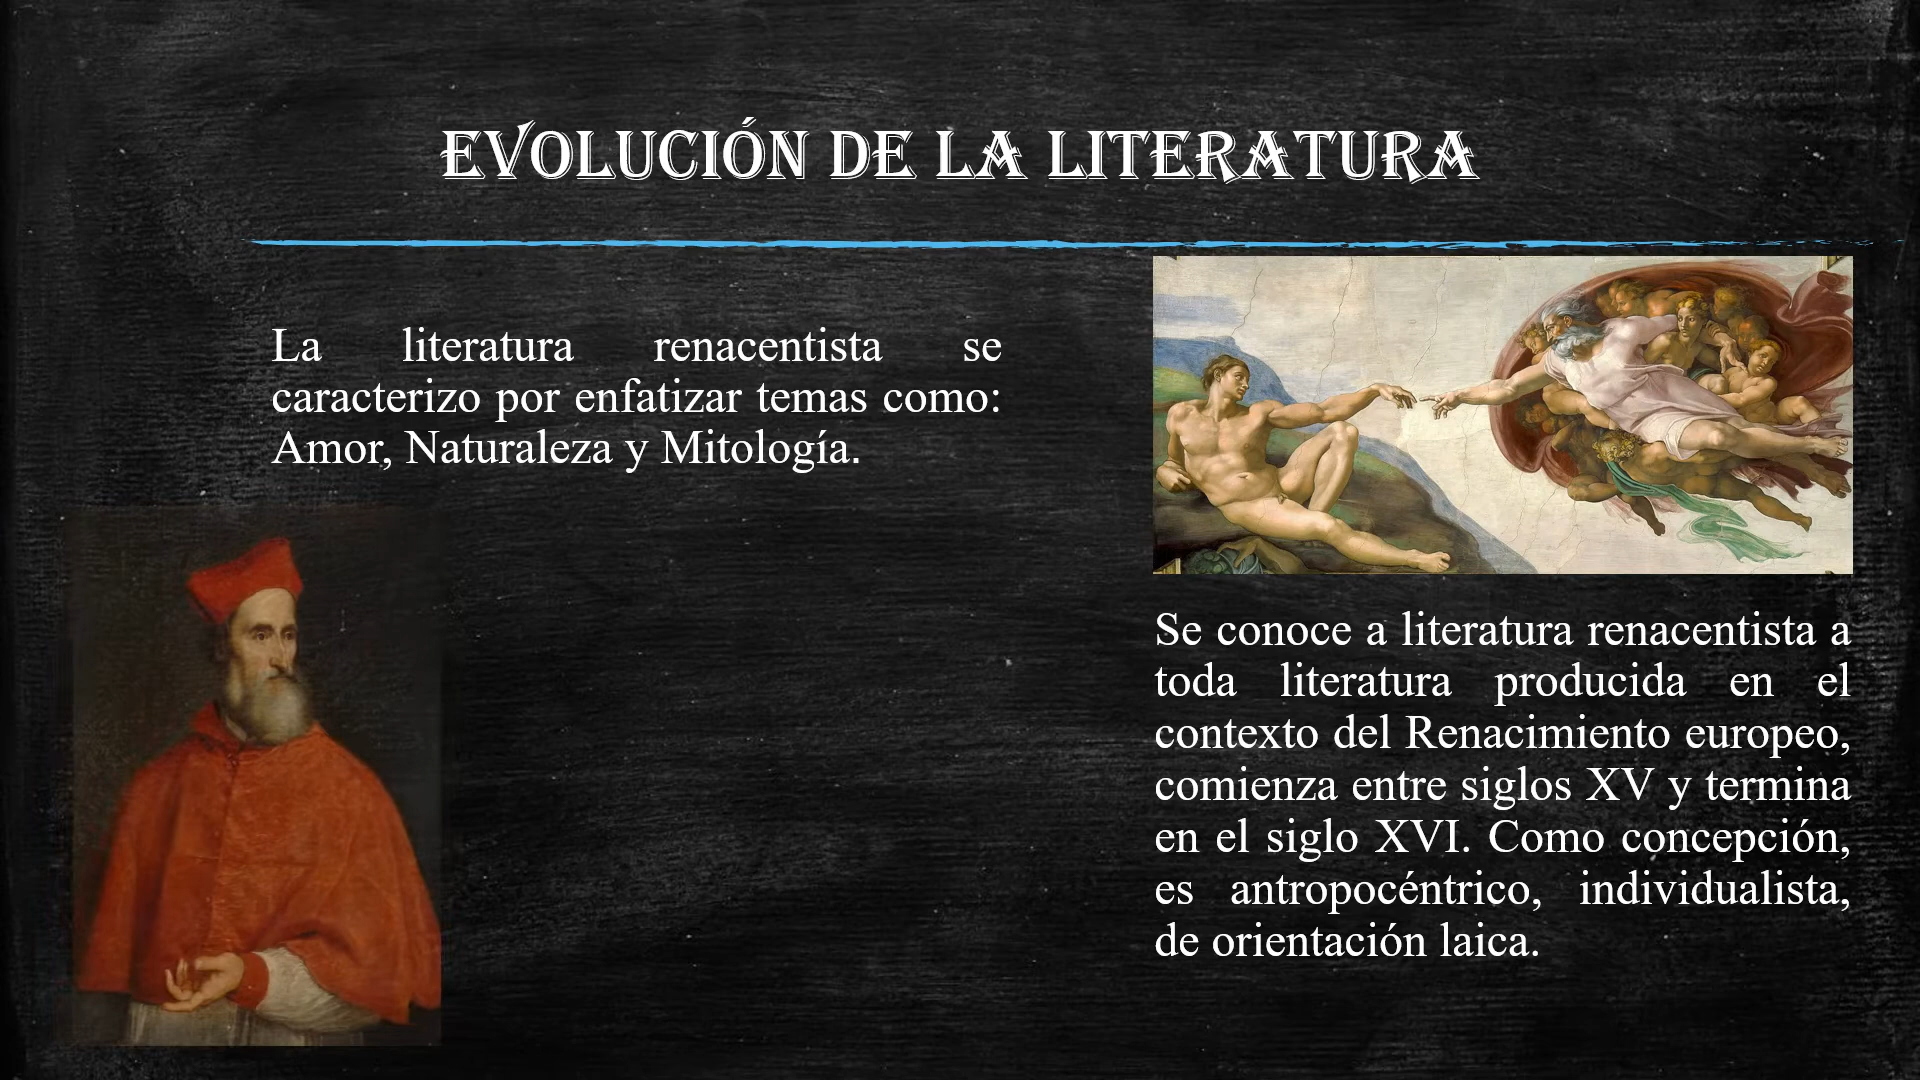 EVOLUCIÓN DE LA LITERATURA
La literatura renacentista se
caracterizo por enfatizar temas como:
Amor, Naturaleza y Mitología.
Se conoce a literatura renacentista a
toda literatura producida en el
contexto del Renacimiento europeo,
comienza entre siglos XV y termina
en el siglo XVI. Como concepción,
es antropocéntrico, individualista,
de orientación laica.